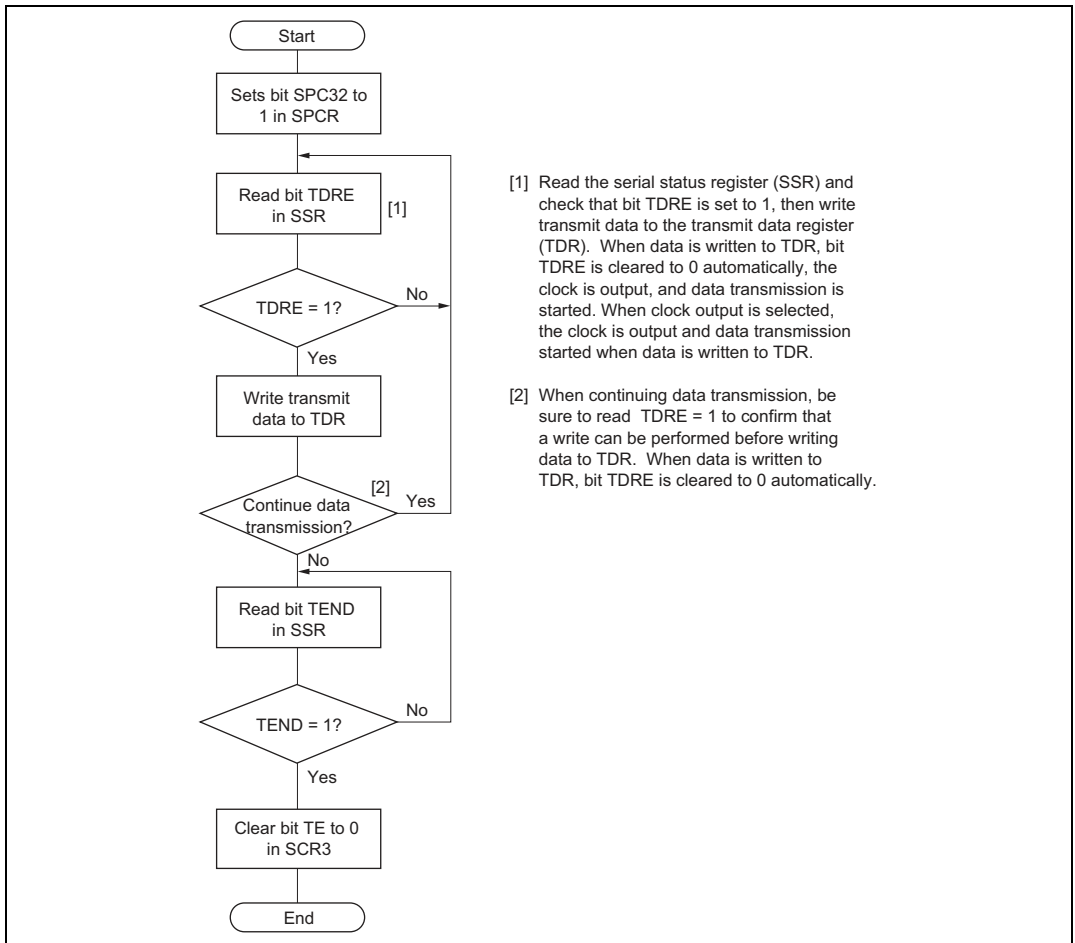 Start
Sets bit SPC32 to
1 in SPCR
Read bit TDRE
in SSR
[1]
TDRE = 1?
No
Yes
Write transmit
data to TDR
[2]
Continue data
transmission?
Yes
No
Read bit TEND
in SSR
TEND = 1?
No
Yes
Clear bit TE to 0
in SCR3
End
[1] Read the serial status register (SSR) and
check that bit TDRE is set to 1, then write
transmit data to the transmit data register
(TDR). When data is written to TDR, bit
TDRE is cleared to 0 automatically, the
clock is output, and data transmission is
started. When clock output is selected,
the clock is output and data transmission
started when data is written to TDR.
[2] When continuing data transmission, be
sure to read TDRE = 1 to confirm that
a write can be performed before writing
data to TDR. When data is written to
TDR, bit TDRE is cleared to 0 automatically.